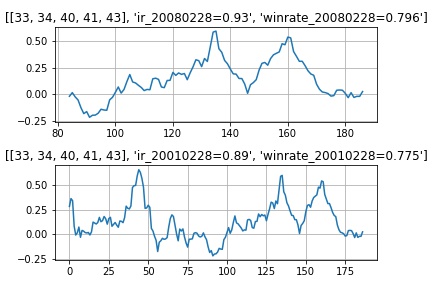 [[33, 34, 40, 41, 43], 'ir_20080228=0.93', 'winrate_20080228=0.796']
0.50
0.25
0.00
−0.25
80 100 120 140 160 180
[[33, 34, 40, 41, 43], 'ir_20010228=0.89', 'winrate_20010228=0.775']
0.50
0.25
0.00
−0.25
0 25 50 75 100 125 150 175